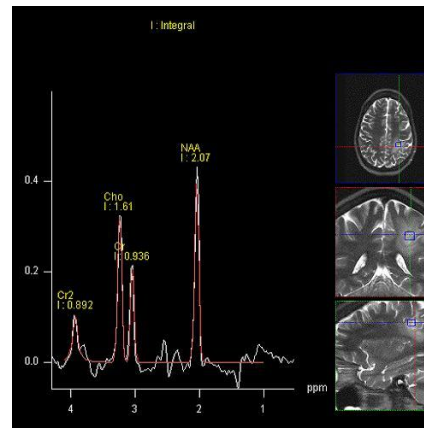 I : Integral
NAA
I : 2.07
0.4
Cho
I : 1.61
Cr
I : 0.936
0.2
Cr2
I : 0.892
0.0
ppm
4 3 2 1